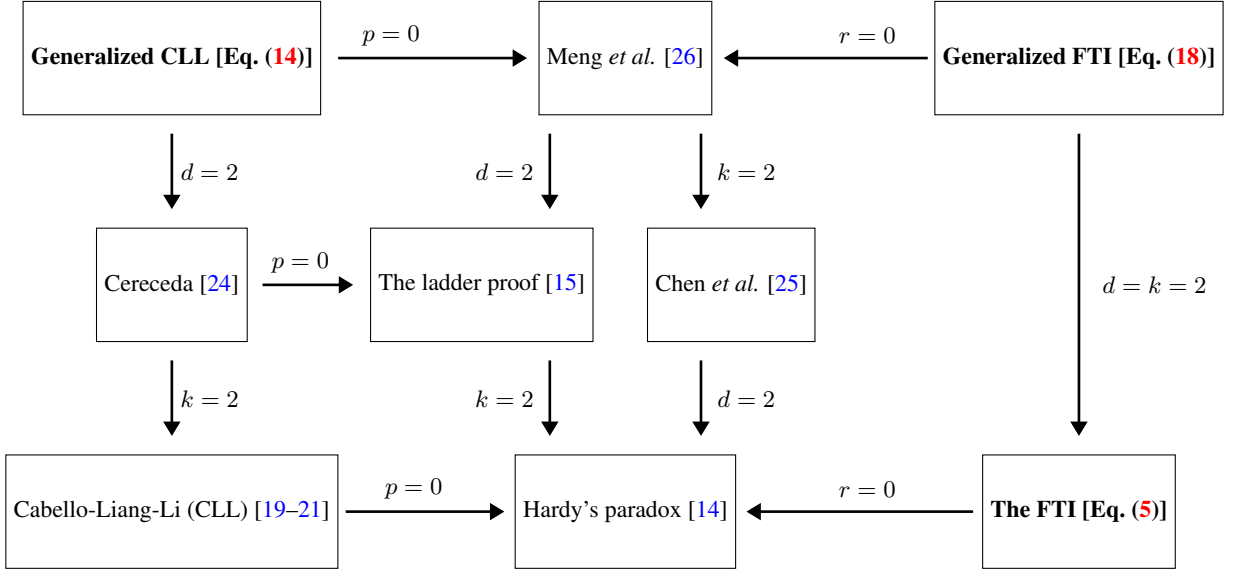 Generalized CLL [Eq. (14)]
p = 0
Meng et al. [26]
r = 0
Generalized FTI [Eq. (18)]
d = 2
d = 2
k = 2
Cereceda [24]
p = 0
The ladder proof [15]
Chen et al. [25]
d = k = 2
k = 2
k = 2
d = 2
Cabello-Liang-Li (CLL) [19–21]
p = 0
Hardy's paradox [14]
r = 0
The FTI [Eq. (5)]